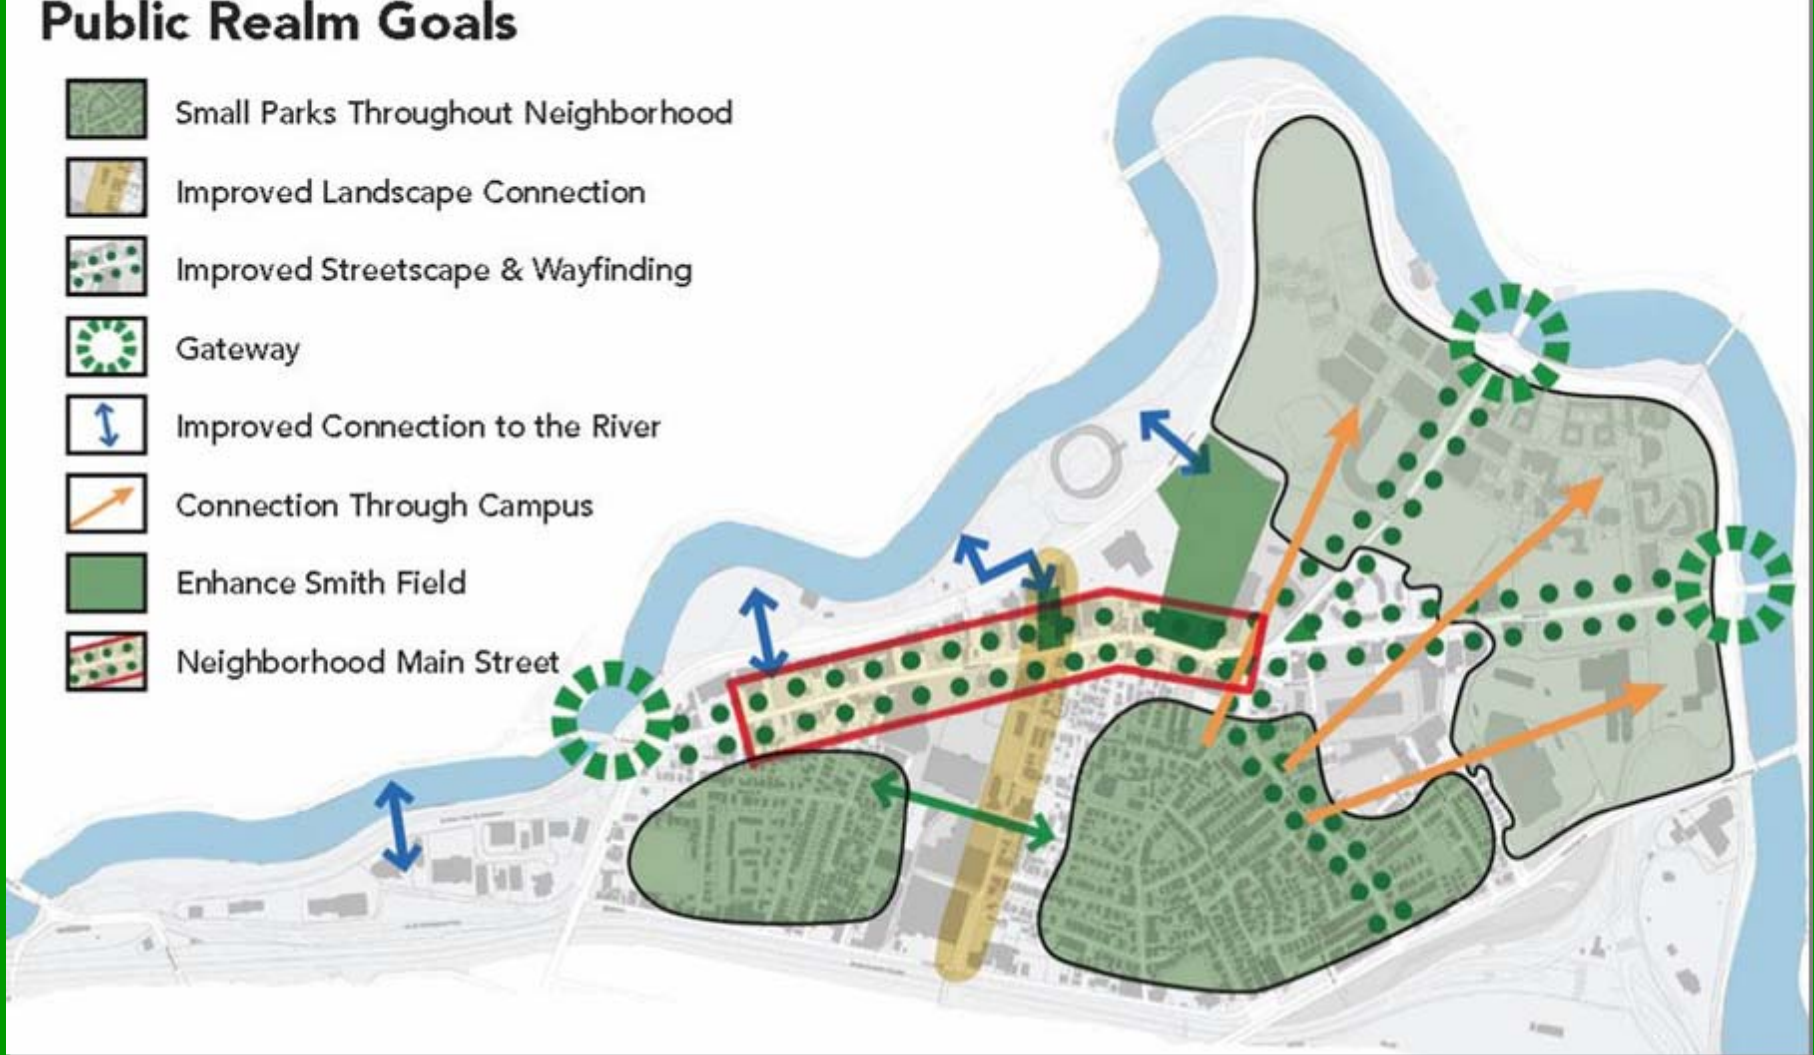 Public Realm Goals
Small Parks Throughout Neighborhood
Improved Landscape Connection
Improved Streetscape & Wayfinding
Gateway
Improved Connection to the River
Connection Through Campus
Enhance Smith Field
Neighborhood Main Street